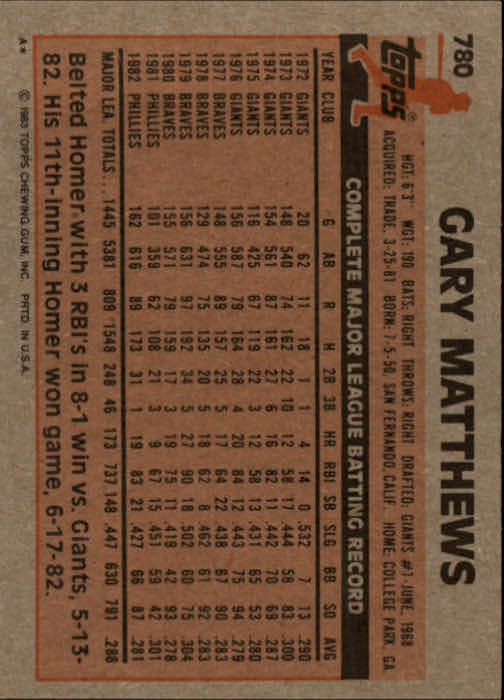 780
topps®
GARY MATTHEWS
HGT: 6'3" WGT: 190 BATS: RIGHT THROWS: RIGHT DRAFTED: GIANTS #1-JUNE, 1968
ACQUIRED: TRADE, 3-25-81 BORN: 7-5-50, SAN FERNANDO, CALIF. HOME: COLLEGE PARK, GA.
COMPLETE MAJOR LEAGUE BATTING RECORD
YEAR CLUB G AB R H 2B 3B HR RBI SB SLG BB SO AVG
1972 GIANTS 20 62 11 18 1 1 4 14 0 .532 7 13 .290
1973 GIANTS 148 540 74 162 22 10 12 58 17 .444 58 83 .300
1974 GIANTS 154 561 87 161 27 6 16 82 11 .442 70 69 .287
1975 GIANTS 116 425 67 119 22 3 12 58 13 .431 65 53 .280
1976 GIANTS 156 587 79 164 28 4 20 84 12 .443 75 94 .279
1977 BRAVES 148 555 89 157 25 5 17 64 22 .438 67 90 .283
1978 BRAVES 129 474 75 135 20 5 18 62 8 .462 61 92 .283
1979 BRAVES 156 631 97 192 34 5 27 90 18 .502 60 75 .304
1980 BRAVES 155 571 79 159 17 3 19 75 11 .419 42 93 .278
1981 PHILLIES 101 359 62 108 21 3 9 67 15 .451 59 42 .301
1982 PHILLIES 162 616 89 173 31 1 19 83 21 .427 66 87 .281
MAJOR LEA. TOTALS... 1445 5381 809 1548 248 46 173 737 148 .447 630 791 .288
Belted Homer with 3 RBI's in 8-1 win vs. Giants, 5-13-
82. His 11th-inning Homer won game, 6-17-82.
A* © 1983 TOPPS CHEWING GUM, INC. PRTD. IN U.S.A.